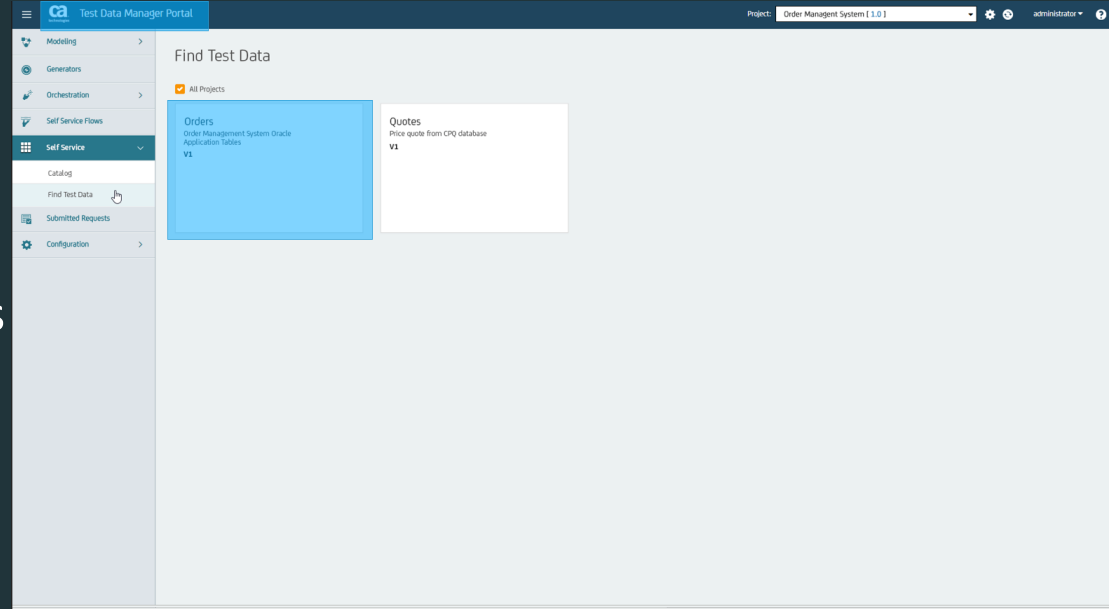 ca technologies Test Data Manager Portal
Project: Order Managent System [ 1.0 ] administrator
Modeling
Generators
Orchestration
Self Service Flows
Self Service
Catalog
Find Test Data
Submitted Requests
Configuration
Find Test Data
All Projects
Orders
Order Management System Oracle
Application Tables
V1
Quotes
Price quote from CPQ database
V1